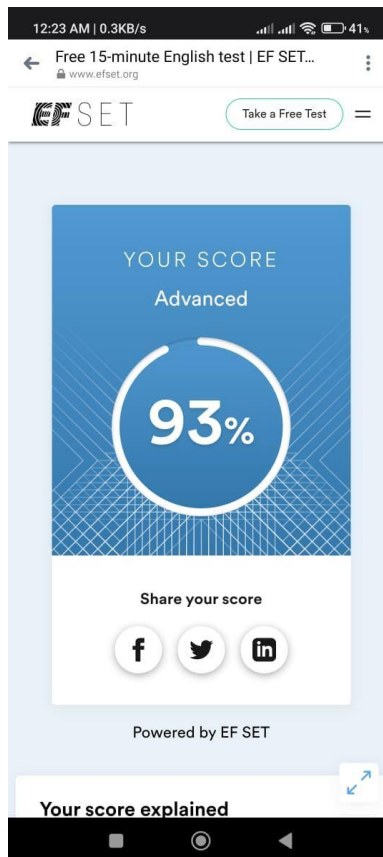 12:23 AM | 0.3KB/s 41%
Free 15-minute English test | EF SET...
www.efset.org
EF SET
Take a Free Test
YOUR SCORE
Advanced
93%
Share your score
Powered by EF SET
Your score explained